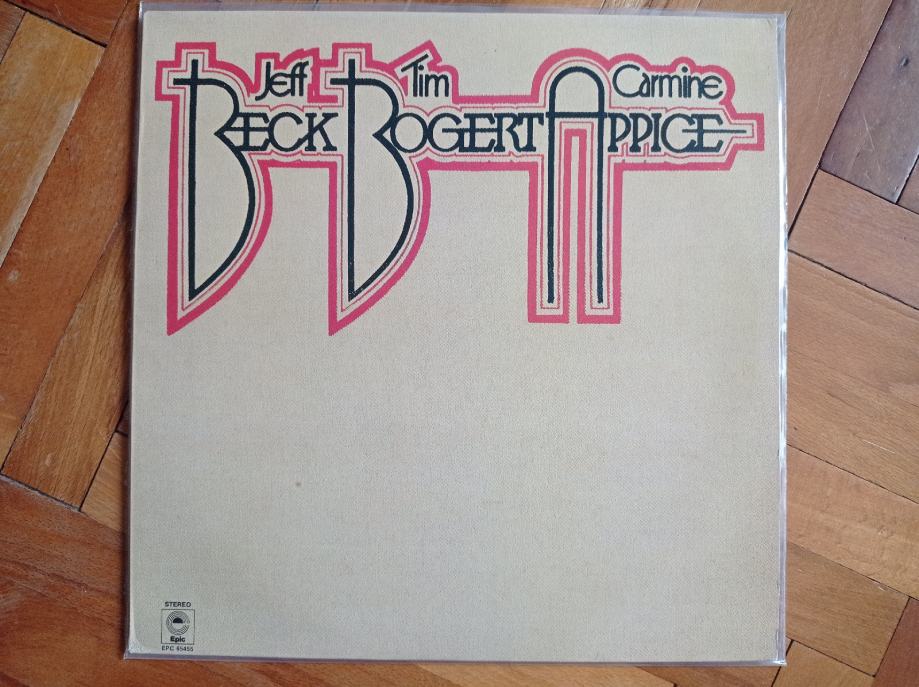 Jeff Tim Carmine
BECK BOGERT APPICE
STEREO
Epic
EPC 65455